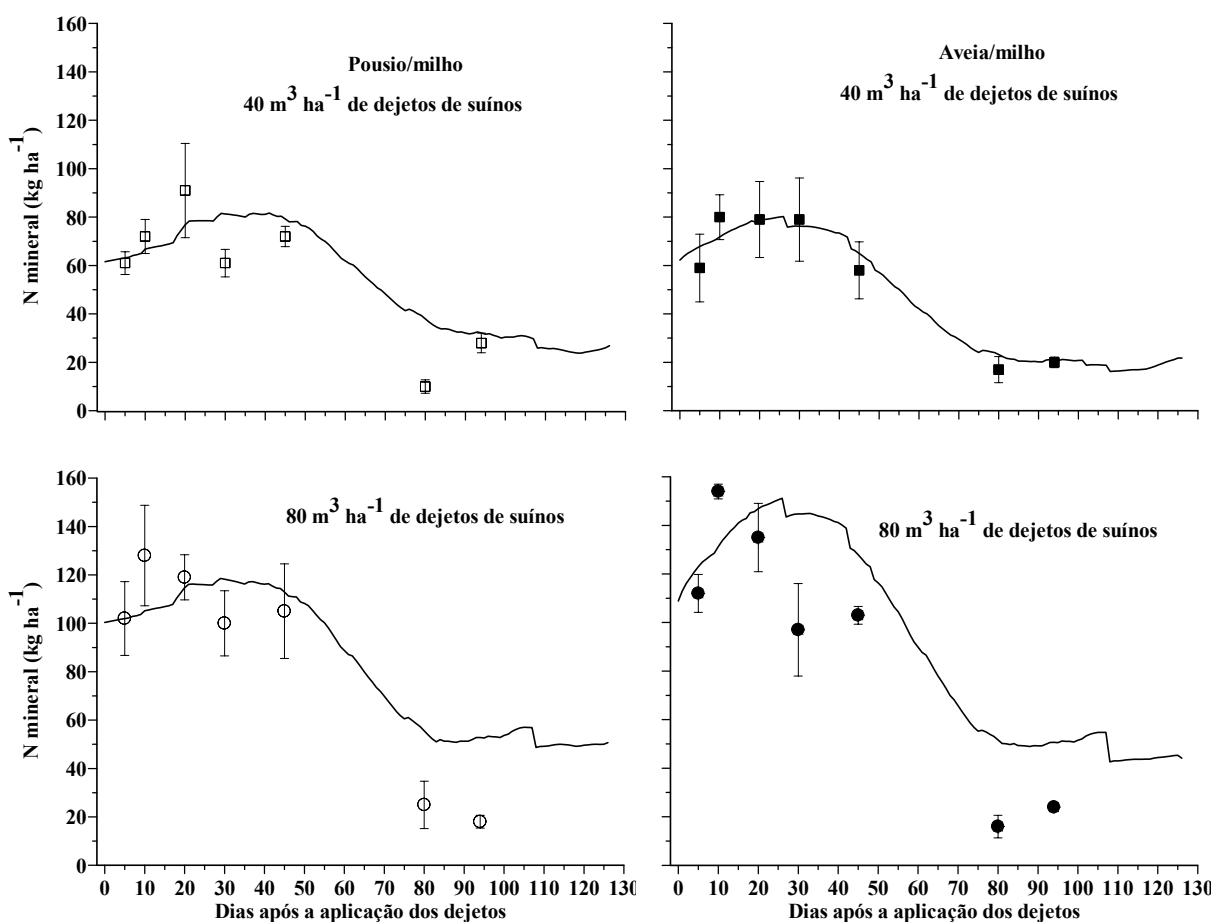 160
140
120
100
80
60
40
20
0
N mineral (kg ha⁻¹)
Pousio/milho
40 m³ ha⁻¹ de dejetos de suínos
Aveia/milho
40 m³ ha⁻¹ de dejetos de suínos
160
140
120
100
80
60
40
20
0
N mineral (kg ha⁻¹)
80 m³ ha⁻¹ de dejetos de suínos
80 m³ ha⁻¹ de dejetos de suínos
0 10 20 30 40 50 60 70 80 90 100 110 120 130
0 10 20 30 40 50 60 70 80 90 100 110 120 130
Dias após a aplicação dos dejetos
Dias após a aplicação dos dejetos